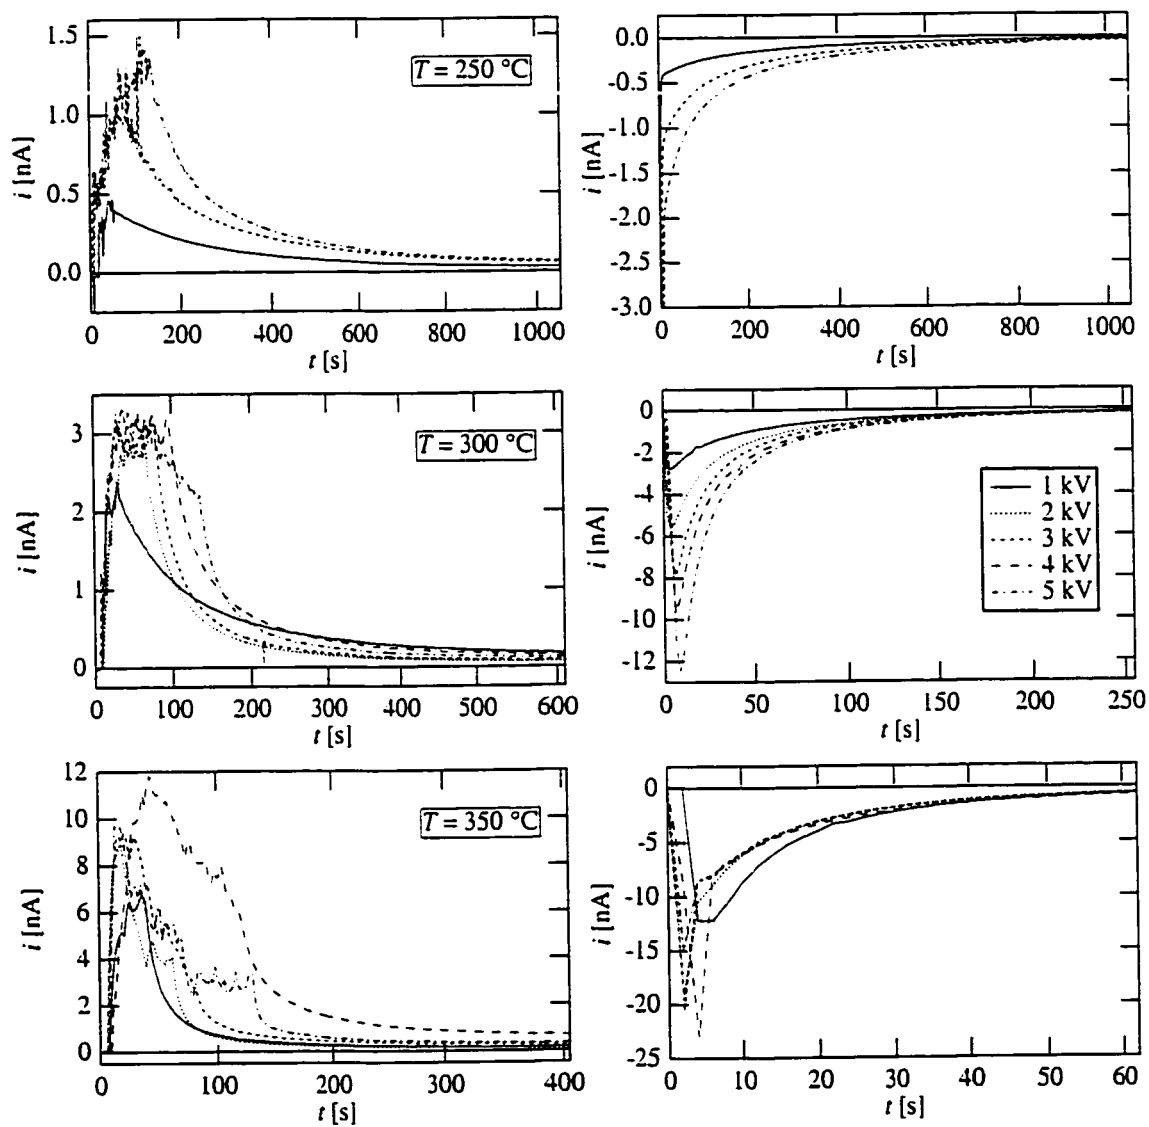 1.5
1.0
0.5
0.0
i [nA]
T = 250 °C
0 200 400 600 800 1000
t [s]
0.0
-0.5
-1.0
-1.5
-2.0
-2.5
-3.0
i [nA]
0 200 400 600 800 1000
t [s]
3
2
1
0
i [nA]
T = 300 °C
0 100 200 300 400 500 600
t [s]
0
-2
-4
-6
-8
-10
-12
i [nA]
1 kV
2 kV
3 kV
4 kV
5 kV
0 50 100 150 200 250
t [s]
12
10
8
6
4
2
0
i [nA]
T = 350 °C
0 100 200 300 400
t [s]
0
-5
-10
-15
-20
-25
i [nA]
0 10 20 30 40 50 60
t [s]